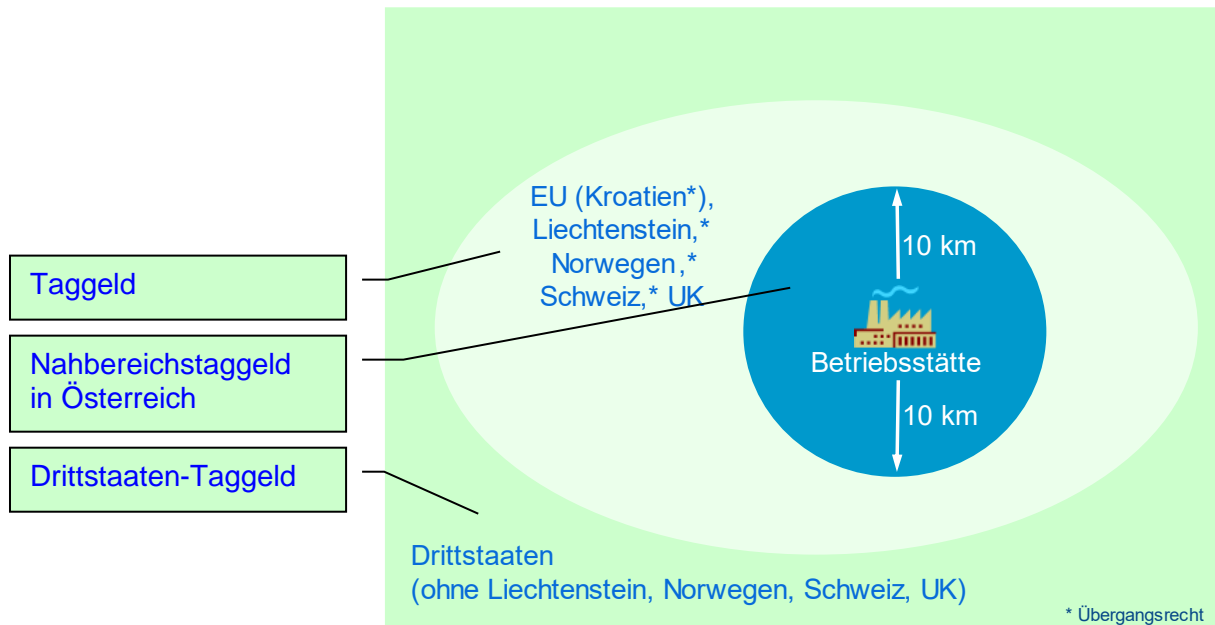 Taggeld
Nahbereichstaggeld
in Österreich
Drittstaaten-Taggeld
EU (Kroatien*),
Liechtenstein,*
Norwegen,*
Schweiz,* UK
10 km
Betriebsstätte
10 km
Drittstaaten
(ohne Liechtenstein, Norwegen, Schweiz, UK)
* Übergangsrecht